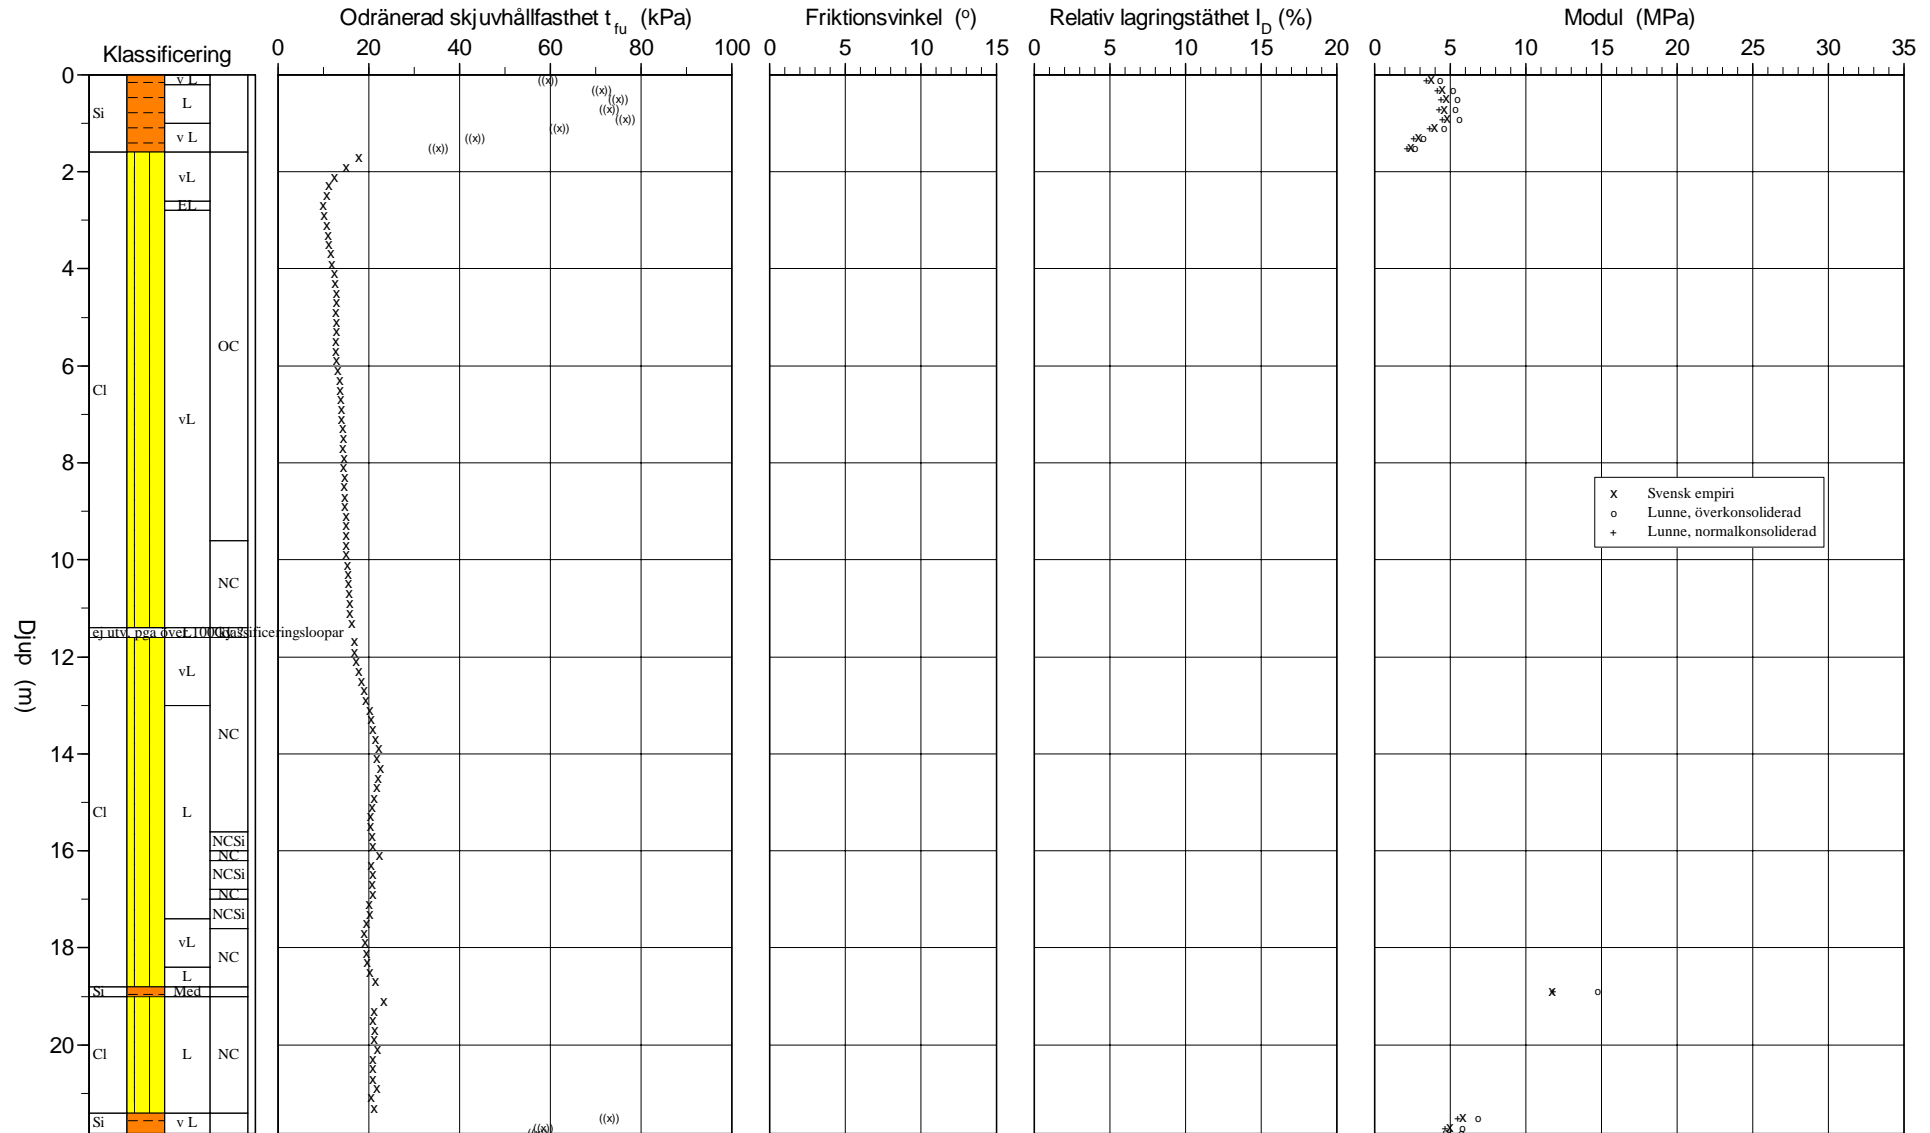 Odränerad skjuvhållfasthet t fu (kPa)
Friktionsvinkel (o)
Relativ lagringstäthet I D (%)
Modul (MPa)
Klassificering
0 20 40 60 80 100
0 5 10 15
0 5 10 15 20
0 5 10 15 20 25 30 35
Djup (m)
0
2
4
6
8
10
12
14
16
18
20
Si
v L
L
v L
Cl
vL
EL
vL
OC
NC
ej utv. pga över 1000 klassificeringsloopar
L
Cl
vL
L
NC
NCSi
NC
NCSi
NC
NCSi
vL
NC
L
Si
Med
Cl
L
NC
Si
v L
x Svensk empiri
o Lunne, överkonsoliderad
+ Lunne, normalkonsoliderad